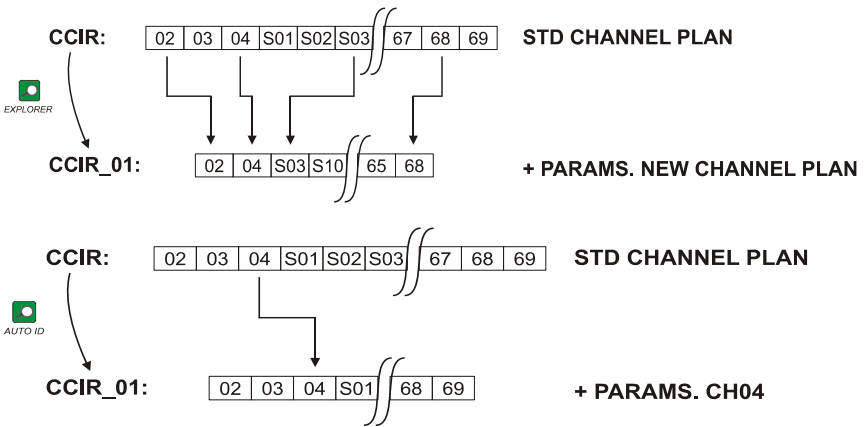 CCIR: 02 03 04 S01 S02 S03 67 68 69 STD CHANNEL PLAN
EXPLORER
CCIR_01: 02 04 S03 S10 65 68 + PARAMS. NEW CHANNEL PLAN
CCIR: 02 03 04 S01 S02 S03 67 68 69 STD CHANNEL PLAN
AUTO ID
CCIR_01: 02 03 04 S01 68 69 + PARAMS. CH04